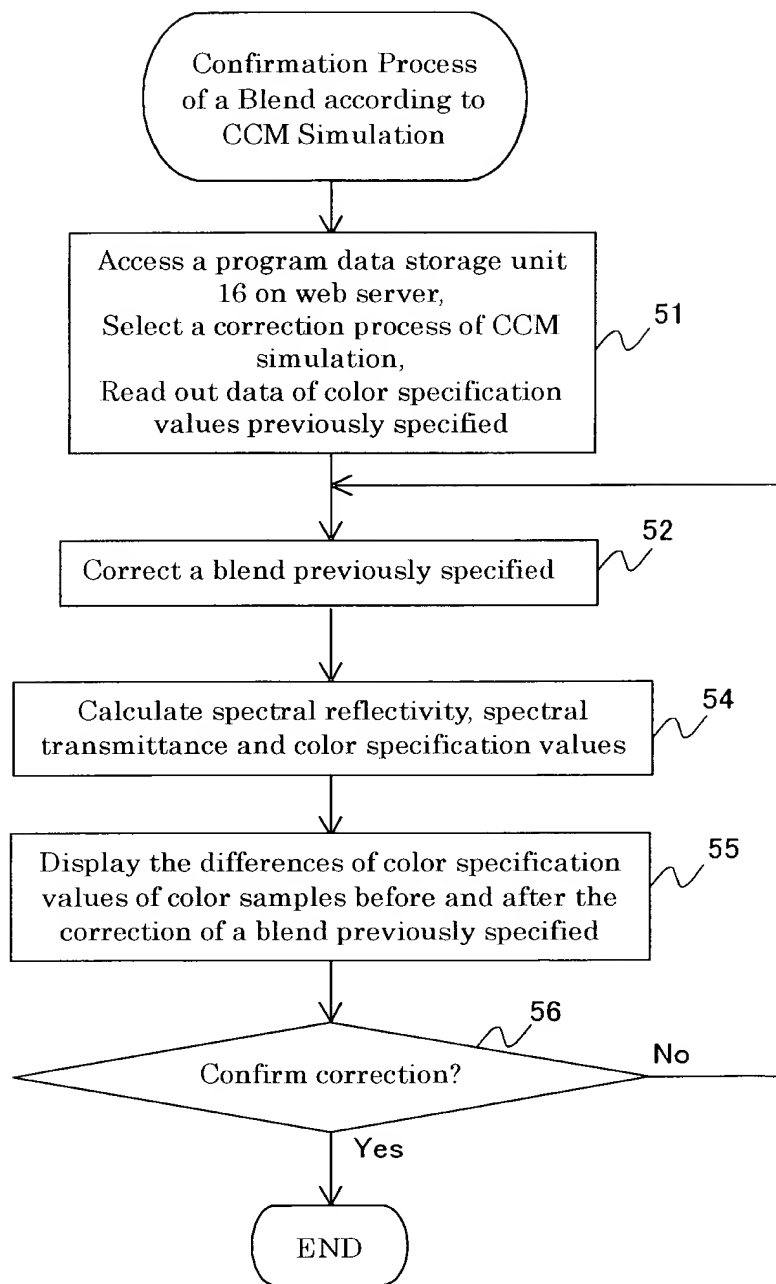 Confirmation Process
of a Blend according to
CCM Simulation
Access a program data storage unit
16 on web server,
Select a correction process of CCM
simulation,
Read out data of color specification
values previously specified
51
52
Correct a blend previously specified
54
Calculate spectral reflectivity, spectral
transmittance and color specification values
55
Display the differences of color specification
values of color samples before and after the
correction of a blend previously specified
56
Confirm correction?
No
Yes
END